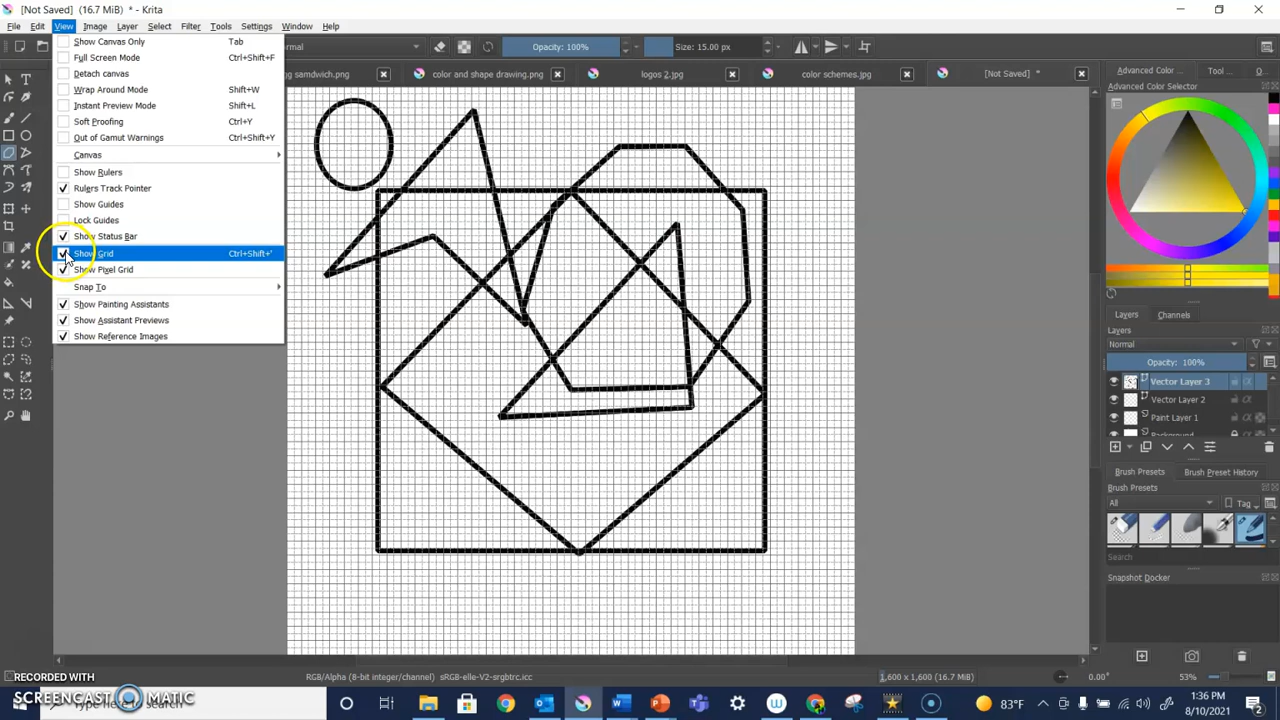 [Not Saved] (16.7 MiB) * - Krita
File Edit View Image Layer Select Filter Tools Settings Window Help
Show Canvas Only Tab
Full Screen Mode Ctrl+Shift+F
Detach canvas
Wrap Around Mode Shift+W
Instant Preview Mode Shift+L
Soft Proofing Ctrl+Y
Out of Gamut Warnings Ctrl+Shift+Y
Canvas
Show Rulers
Rulers Track Pointer
Show Guides
Lock Guides
Show Status Bar
Show Grid Ctrl+Shift+'
Show Pixel Grid
Snap To
Show Painting Assistants
Show Assistant Previews
Show Reference Images
Opacity: 100%
Size: 15.00 px
samdwich.png
color and shape drawing.png
logos 2.jpg
color schemes.jpg
[Not Saved] *
Advanced Color ...
Tool ...
Advanced Color Selector
Layers Channels
Layers
Normal
Opacity: 100%
Vector Layer 3
Vector Layer 2
Paint Layer 1
Background
Brush Presets Brush Preset History
Brush Presets
All
Tag
Search
Snapshot Docker
RGB/Alpha (8-bit integer/channel) sRGB-elle-V2-srgbtrc.icc
1,600 x 1,600 (16.7 MiB)
0.00°
53%
RECORDED WITH
SCREENCAST MATIC
83°F
1:36 PM
8/10/2021